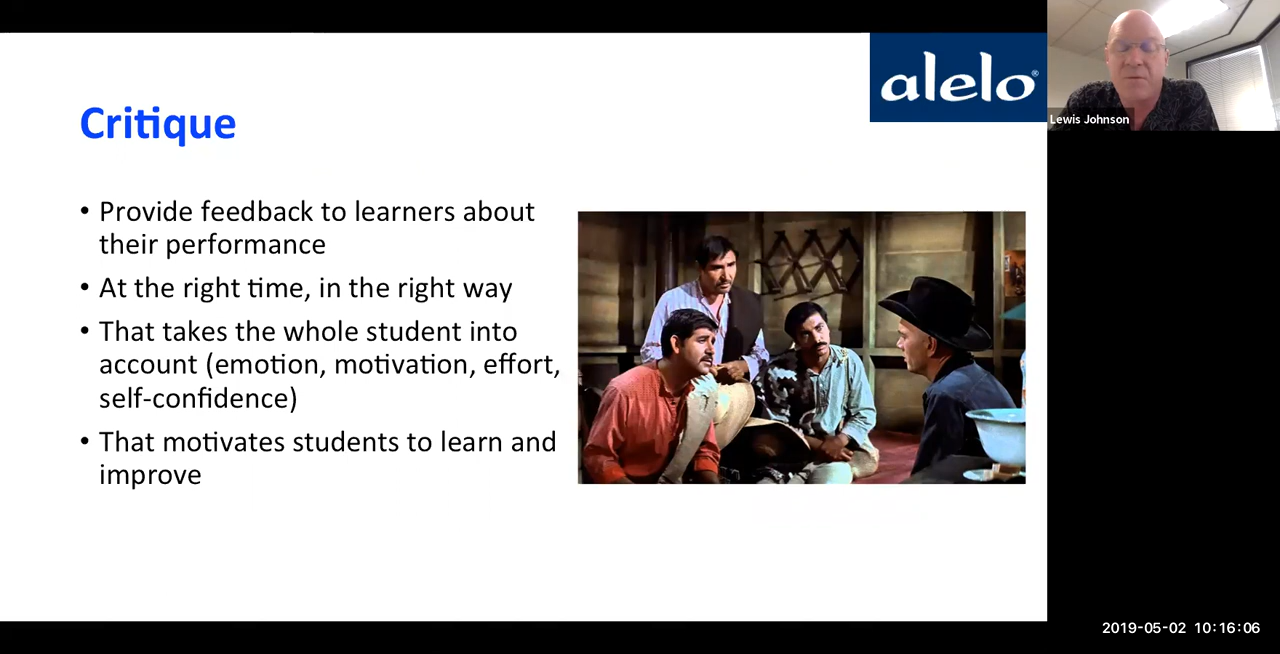 alelo®
Lewis Johnson
Critique
• Provide feedback to learners about
their performance
• At the right time, in the right way
• That takes the whole student into
account (emotion, motivation, effort,
self-confidence)
• That motivates students to learn and
improve
2019-05-02 10:16:06